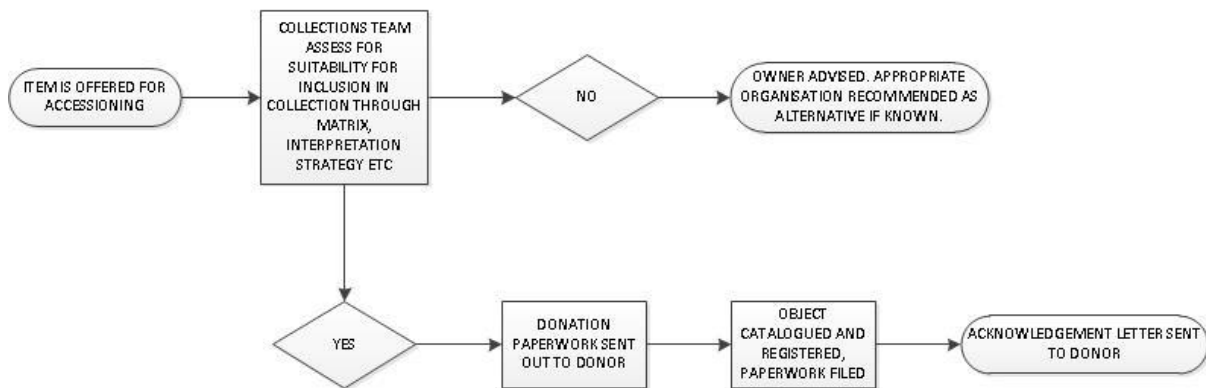 ITEM IS OFFERED FOR
ACCESSIONING
COLLECTIONS TEAM
ASSESS FOR
SUITABILITY FOR
INCLUSION IN
COLLECTION THROUGH
MATRIX,
INTERPRETATION
STRATEGY ETC
NO
OWNER ADVISED. APPROPRIATE
ORGANISATION RECOMMENDED AS
ALTERNATIVE IF KNOWN.
YES
DONATION
PAPERWORK SENT
OUT TO DONOR
OBJECT
CATALOGUED AND
REGISTERED,
PAPERWORK FILED
ACKNOWLEDGEMENT LETTER SENT
TO DONOR